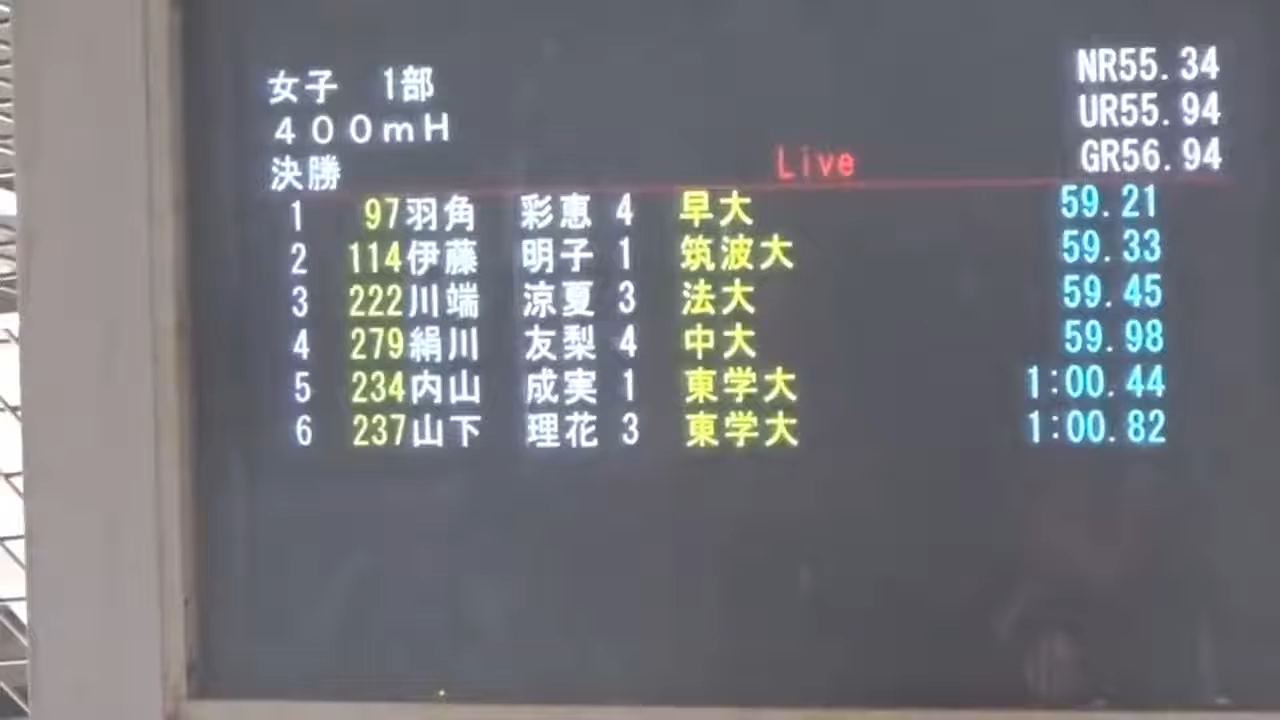 女子 1部 NR55.34
400mH UR55.94
決勝 Live GR56.94
1 97羽角 彩恵 4 早大 59.21
2 114伊藤 明子 1 筑波大 59.33
3 222川端 涼夏 3 法大 59.45
4 279絹川 友梨 4 中大 59.98
5 234内山 成実 1 東学大 1:00.44
6 237山下 理花 3 東学大 1:00.82